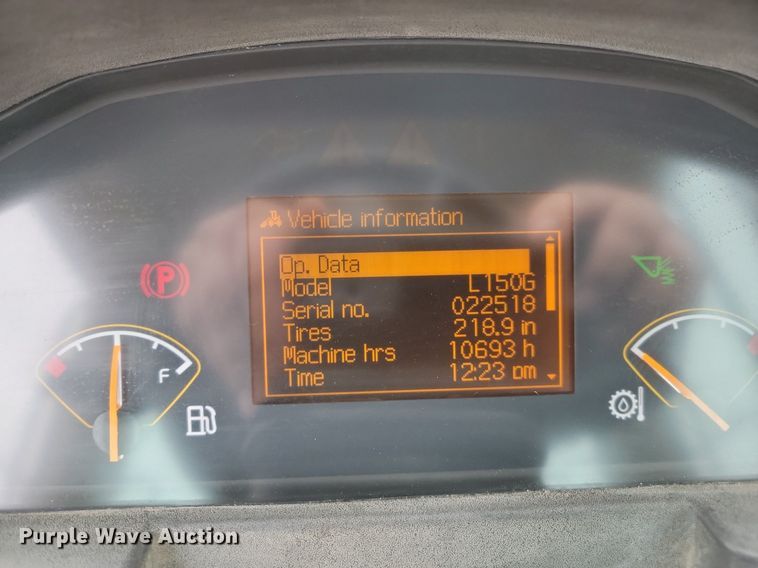 Vehicle information
Op. Data
Model L150G
Serial no. 022518
Tires 218.9 in
Machine hrs 10693 h
Time 12:23 pm
P
F
Purple Wave Auction